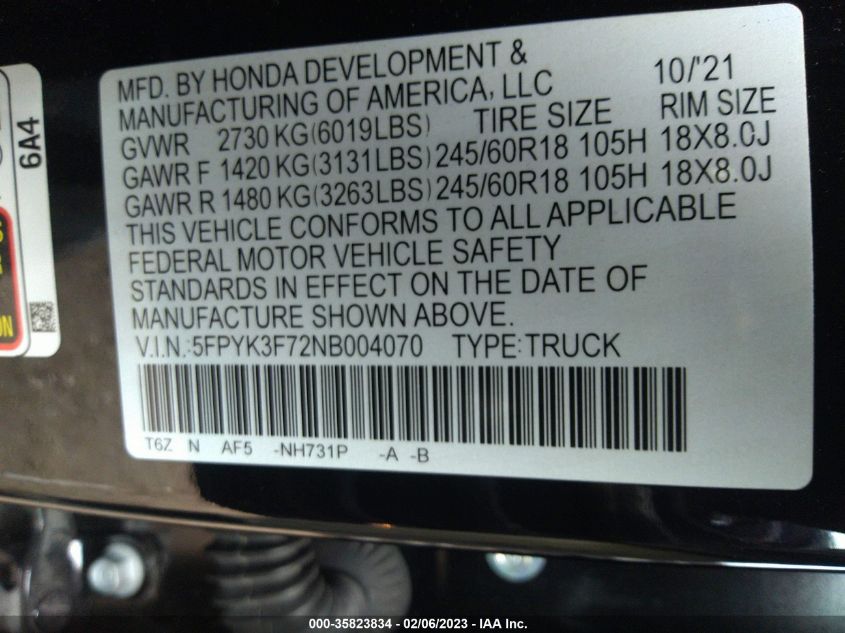 MFD. BY HONDA DEVELOPMENT &
MANUFACTURING OF AMERICA, LLC 10/'21
GVWR 2730 KG(6019LBS) TIRE SIZE RIM SIZE
GAWR F 1420 KG(3131LBS) 245/60R18 105H 18X8.0J
GAWR R 1480 KG(3263LBS) 245/60R18 105H 18X8.0J
THIS VEHICLE CONFORMS TO ALL APPLICABLE
FEDERAL MOTOR VEHICLE SAFETY
STANDARDS IN EFFECT ON THE DATE OF
MANUFACTURE SHOWN ABOVE.
V.I.N.:5FPYK3F72NB004070 TYPE:TRUCK
T6Z N AF5 -NH731P -A -B
6A4
000-35823834 - 02/06/2023 - IAA Inc.